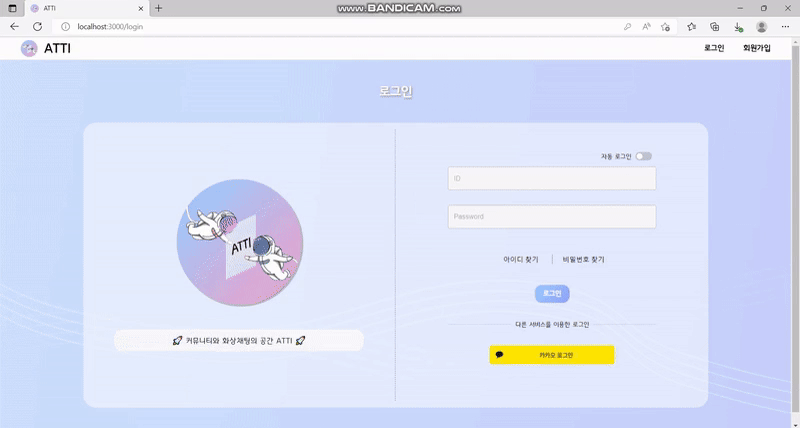 www.BANDICAM.com
ATTI
localhost:3000/login
ATTI
로그인
회원가입
로그인
자동 로그인
ID
Password
ATTI
아이디 찾기
비밀번호 찾기
로그인
다른 서비스를 이용한 로그인
🚀 커뮤니티와 화상채팅의 공간 ATTI 🚀
카카오 로그인